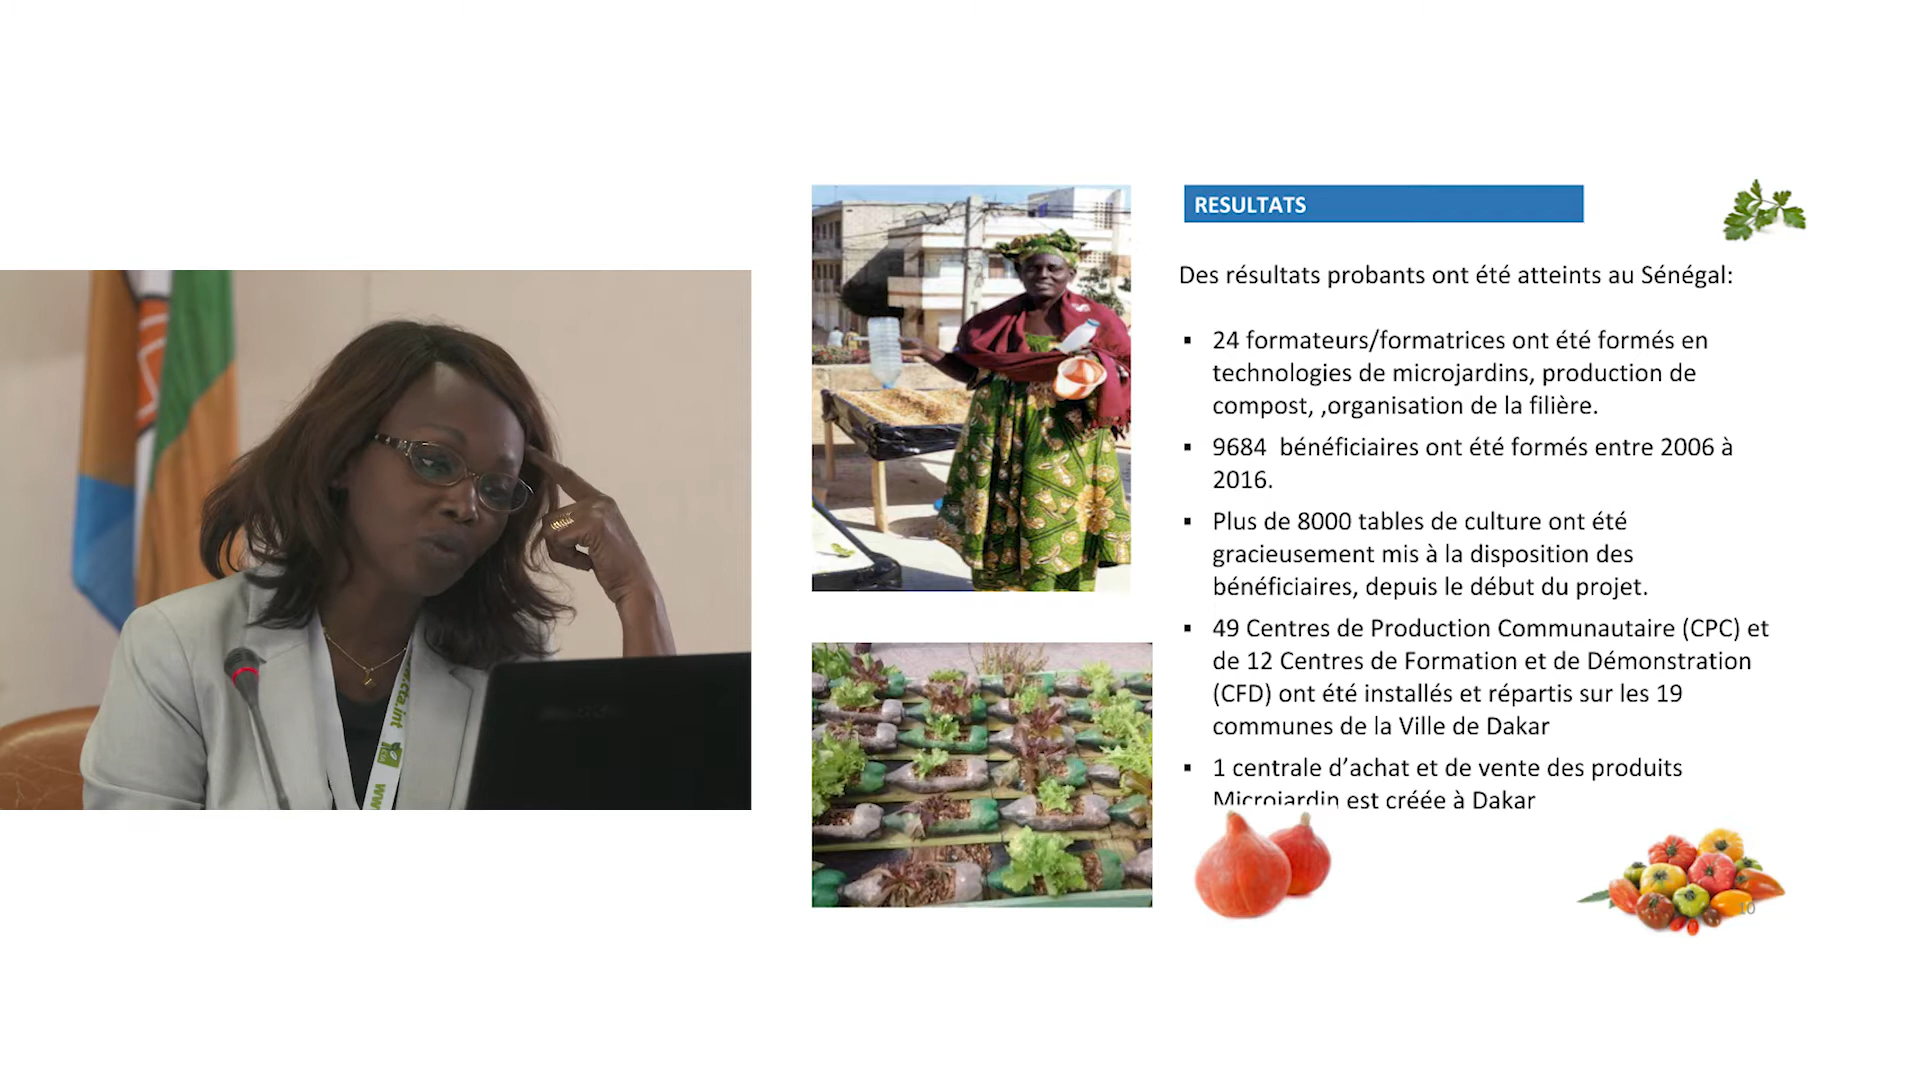 RESULTATS
Des résultats probants ont été atteints au Sénégal:
▪ 24 formateurs/formatrices ont été formés en
technologies de microjardins, production de
compost, ,organisation de la filière.
▪ 9684 bénéficiaires ont été formés entre 2006 à
2016.
▪ Plus de 8000 tables de culture ont été
gracieusement mis à la disposition des
bénéficiaires, depuis le début du projet.
▪ 49 Centres de Production Communautaire (CPC) et
de 12 Centres de Formation et de Démonstration
(CFD) ont été installés et répartis sur les 19
communes de la Ville de Dakar
▪ 1 centrale d’achat et de vente des produits
Microjardin est créée à Dakar
10
.cta.int
CTA
ww